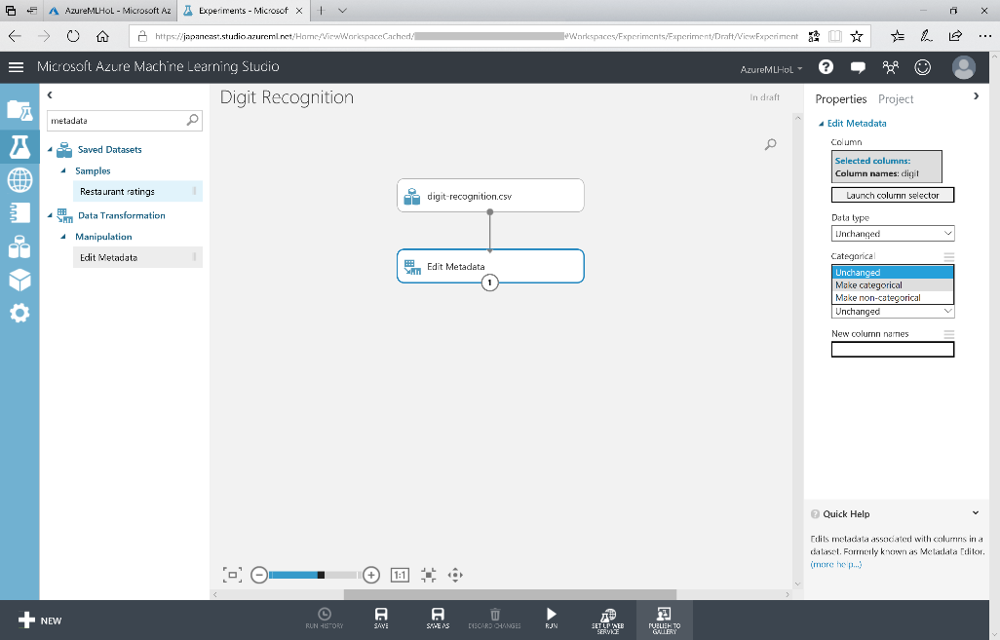 AzureMLHoL - Microsoft Az
Experiments - Microsof
https://japaneast.studio.azureml.net/Home/ViewWorkspaceCached/
#Workspaces/Experiments/Experiment/Draft/ViewExperiment
Microsoft Azure Machine Learning Studio
AzureMLHoL
?
metadata
Saved Datasets
Samples
Restaurant ratings
Data Transformation
Manipulation
Edit Metadata
Digit Recognition
In draft
digit-recognition.csv
Edit Metadata
1
1:1
Properties
Project
Edit Metadata
Column
Selected columns:
Column names: digit
Launch column selector
Data type
Unchanged
Categorical
Unchanged
Make categorical
Make non-categorical
Unchanged
New column names
? Quick Help
Edits metadata associated with columns in a
dataset. Formerly known as Metadata Editor.
(more help...)
NEW
RUN HISTORY
SAVE
SAVE AS
DISCARD CHANGES
RUN
SET UP WEB
SERVICE
PUBLISH TO
GALLERY